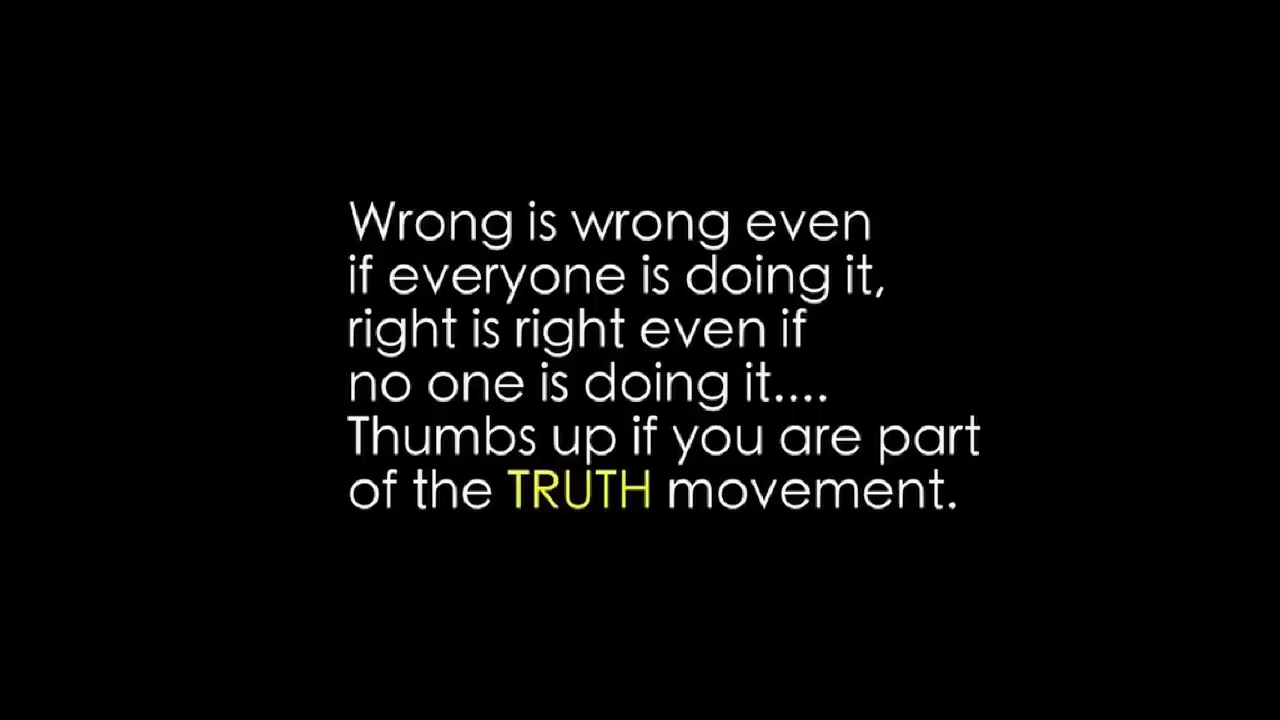 Wrong is wrong even
if everyone is doing it,
right is right even if
no one is doing it....
Thumbs up if you are part
of the TRUTH movement.